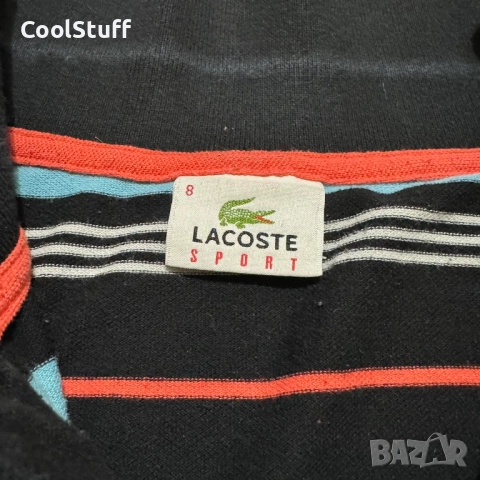 CoolStuff
8
LACOSTE
SPORT
BAZAR